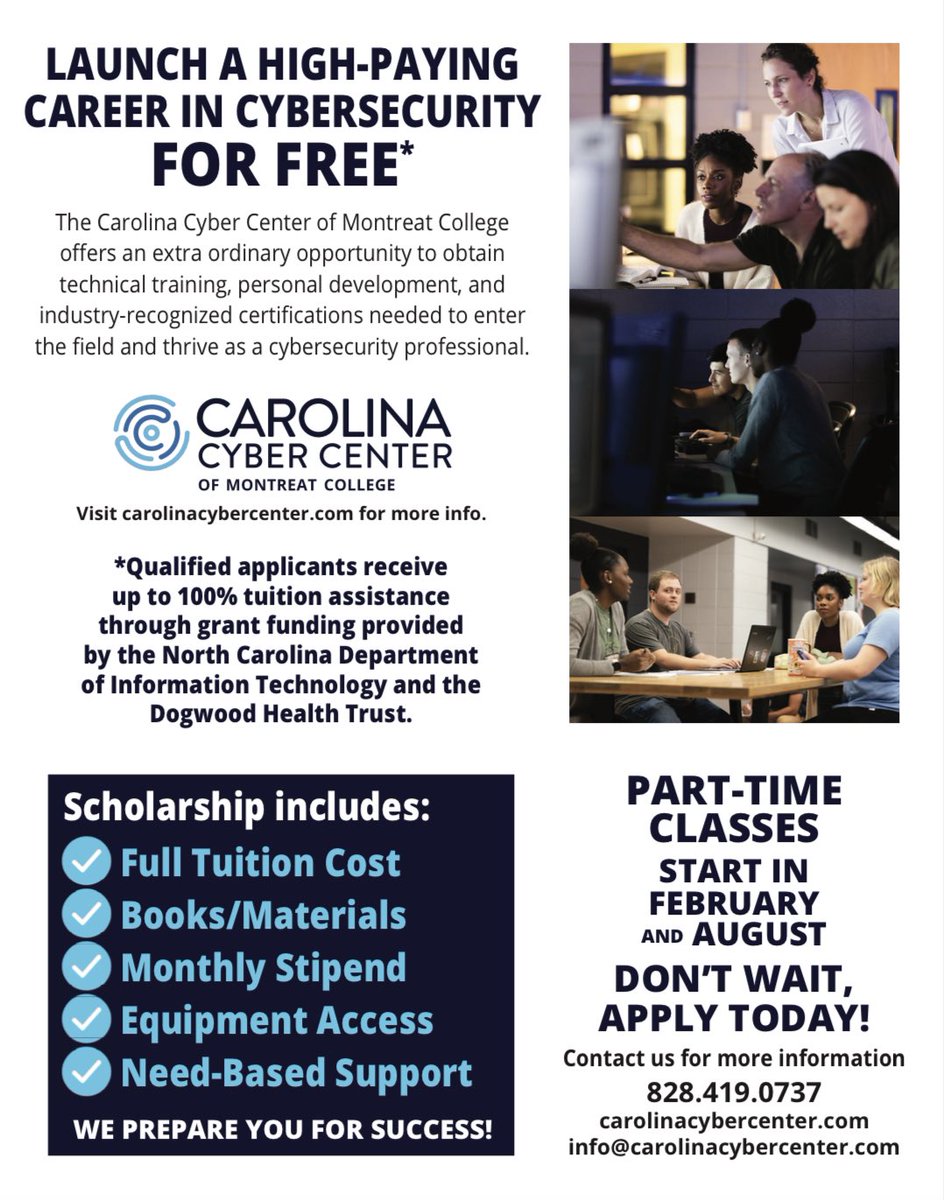 LAUNCH A HIGH-PAYING
CAREER IN CYBERSECURITY
FOR FREE*
The Carolina Cyber Center of Montreat College
offers an extra ordinary opportunity to obtain
technical training, personal development, and
industry-recognized certifications needed to enter
the field and thrive as a cybersecurity professional.
CAROLINA
CYBER CENTER
OF MONTREAT COLLEGE
Visit carolinacybercenter.com for more info.
*Qualified applicants receive
up to 100% tuition assistance
through grant funding provided
by the North Carolina Department
of Information Technology and the
Dogwood Health Trust.
Scholarship includes:
Full Tuition Cost
Books/Materials
Monthly Stipend
Equipment Access
Need-Based Support
WE PREPARE YOU FOR SUCCESS!
PART-TIME
CLASSES
START IN
FEBRUARY
AND AUGUST
DON'T WAIT,
APPLY TODAY!
Contact us for more information
828.419.0737
carolinacybercenter.com
info@carolinacybercenter.com